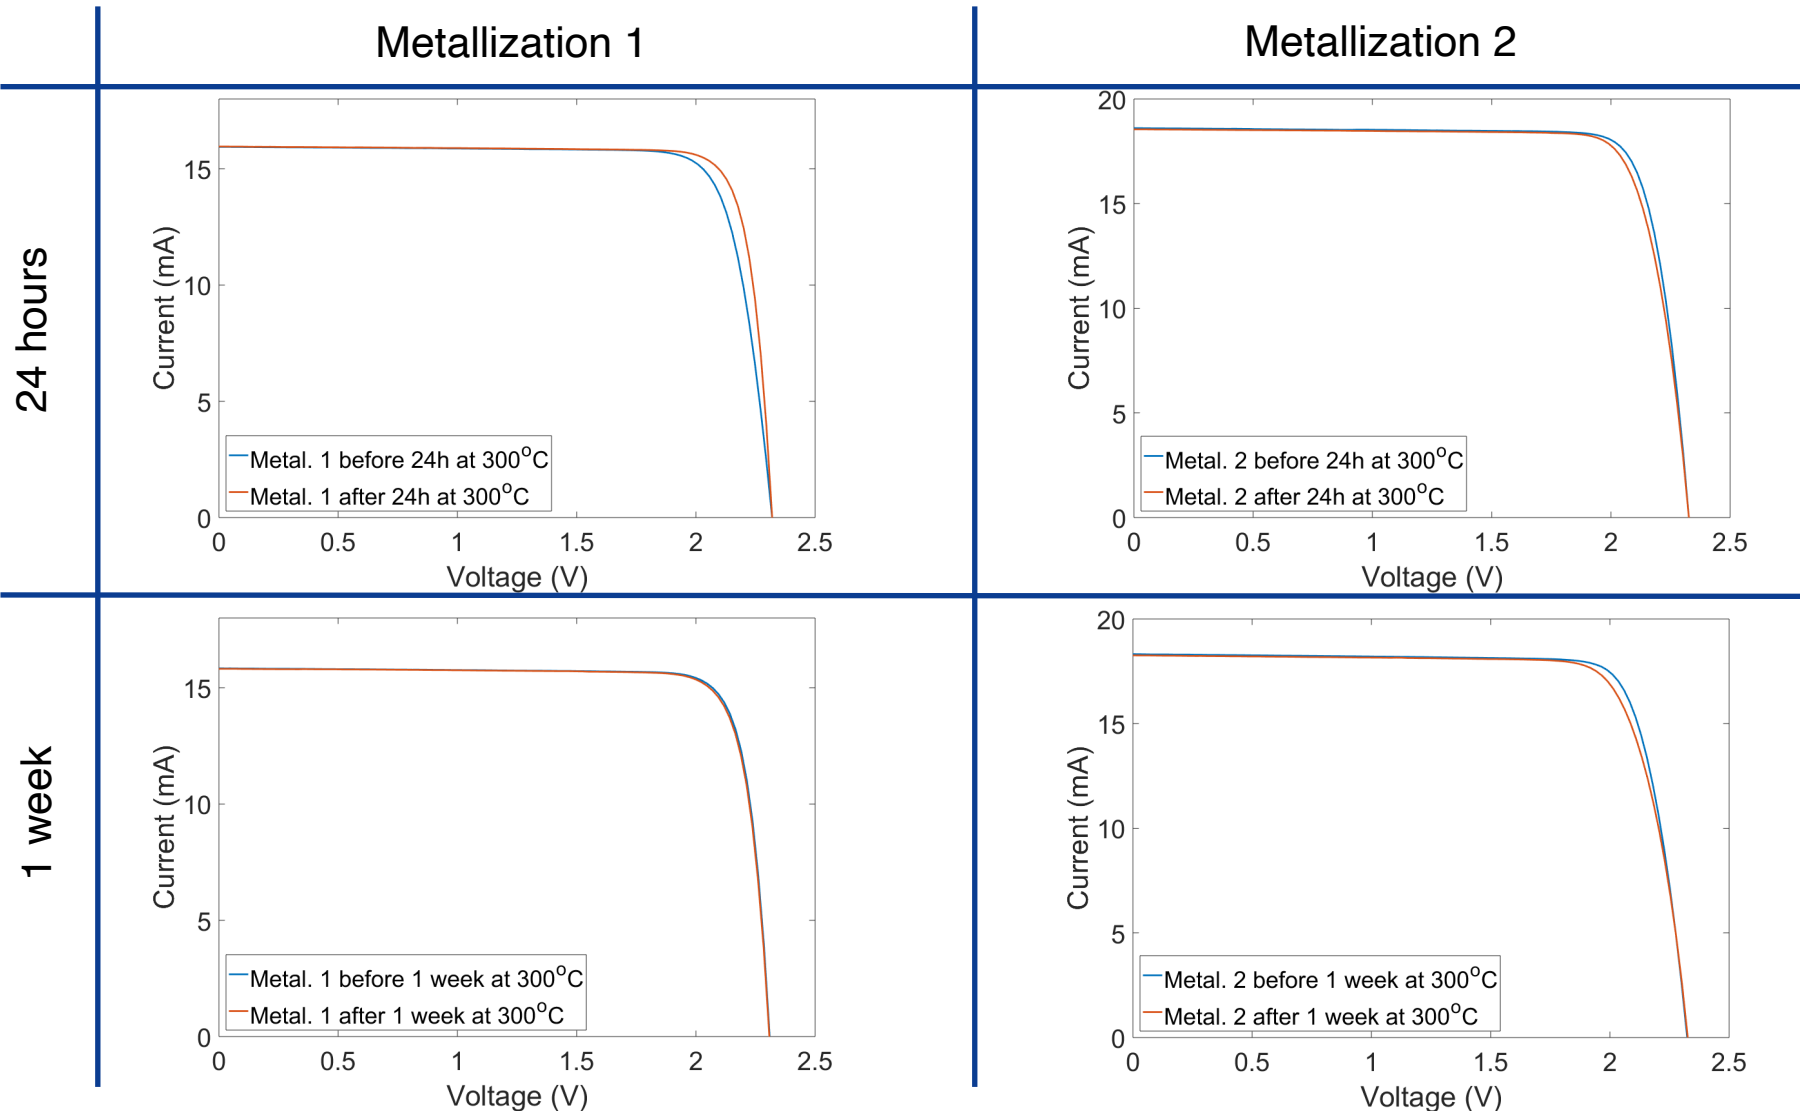 Metallization 1
Metallization 2
24 hours
Current (mA)
15
10
5
0
Metal. 1 before 24h at 300°C
Metal. 1 after 24h at 300°C
0 0.5 1 1.5 2 2.5
Voltage (V)
Current (mA)
20
15
10
5
0
Metal. 2 before 24h at 300°C
Metal. 2 after 24h at 300°C
0 0.5 1 1.5 2 2.5
Voltage (V)
1 week
Current (mA)
15
10
5
0
Metal. 1 before 1 week at 300°C
Metal. 1 after 1 week at 300°C
0 0.5 1 1.5 2 2.5
Voltage (V)
Current (mA)
20
15
10
5
0
Metal. 2 before 1 week at 300°C
Metal. 2 after 1 week at 300°C
0 0.5 1 1.5 2 2.5
Voltage (V)